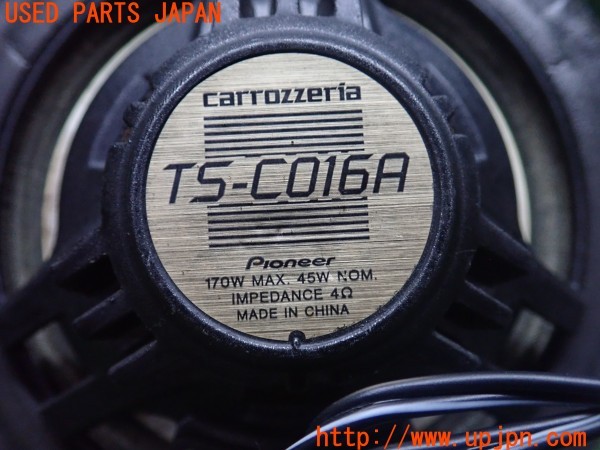 USED PARTS JAPAN
carrozzeria
TS-C016A
Pioneer
170W MAX. 45W NOM.
IMPEDANCE 4Ω
MADE IN CHINA
http://www.upjpn.com